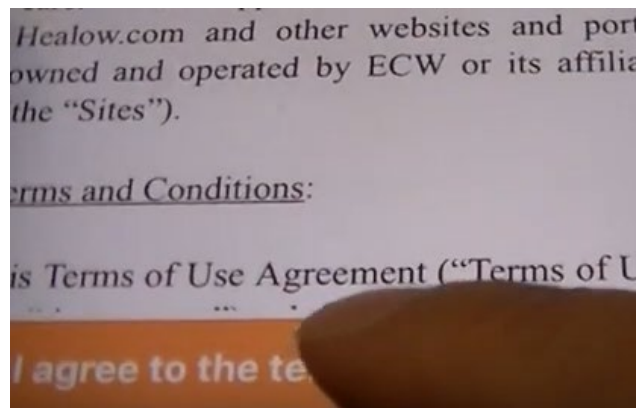 Healow.com and other websites and port
owned and operated by ECW or its affilia
the “Sites”).
erms and Conditions:
is Terms of Use Agreement (“Terms of U
I agree to the te